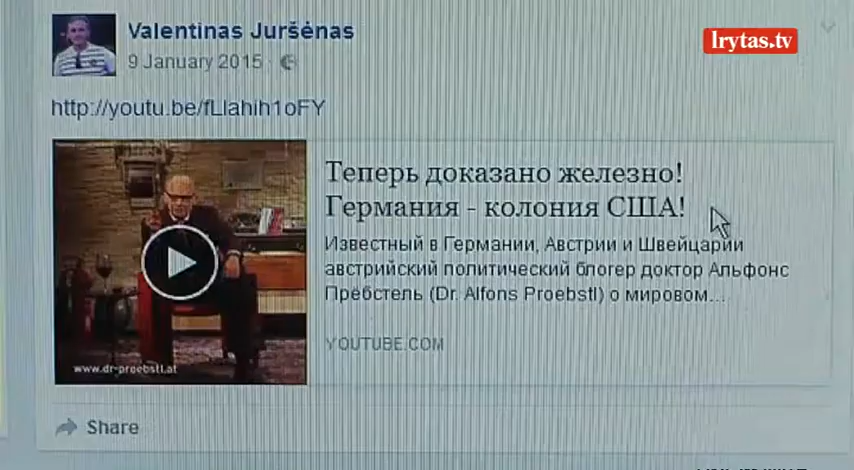 Valentinas Juršėnas
lrytas.tv
9 January 2015
http://youtu.be/fLlahih1oFY
Теперь доказано железно!
Германия - колония США!
Известный в Германии, Австрии и Швейцарии
австрийский политический блогер доктор Альфонс
Прёбстель (Dr. Alfons Proebstl) о мировом...
www.dr-proebstl.at
YOUTUBE.COM
Share